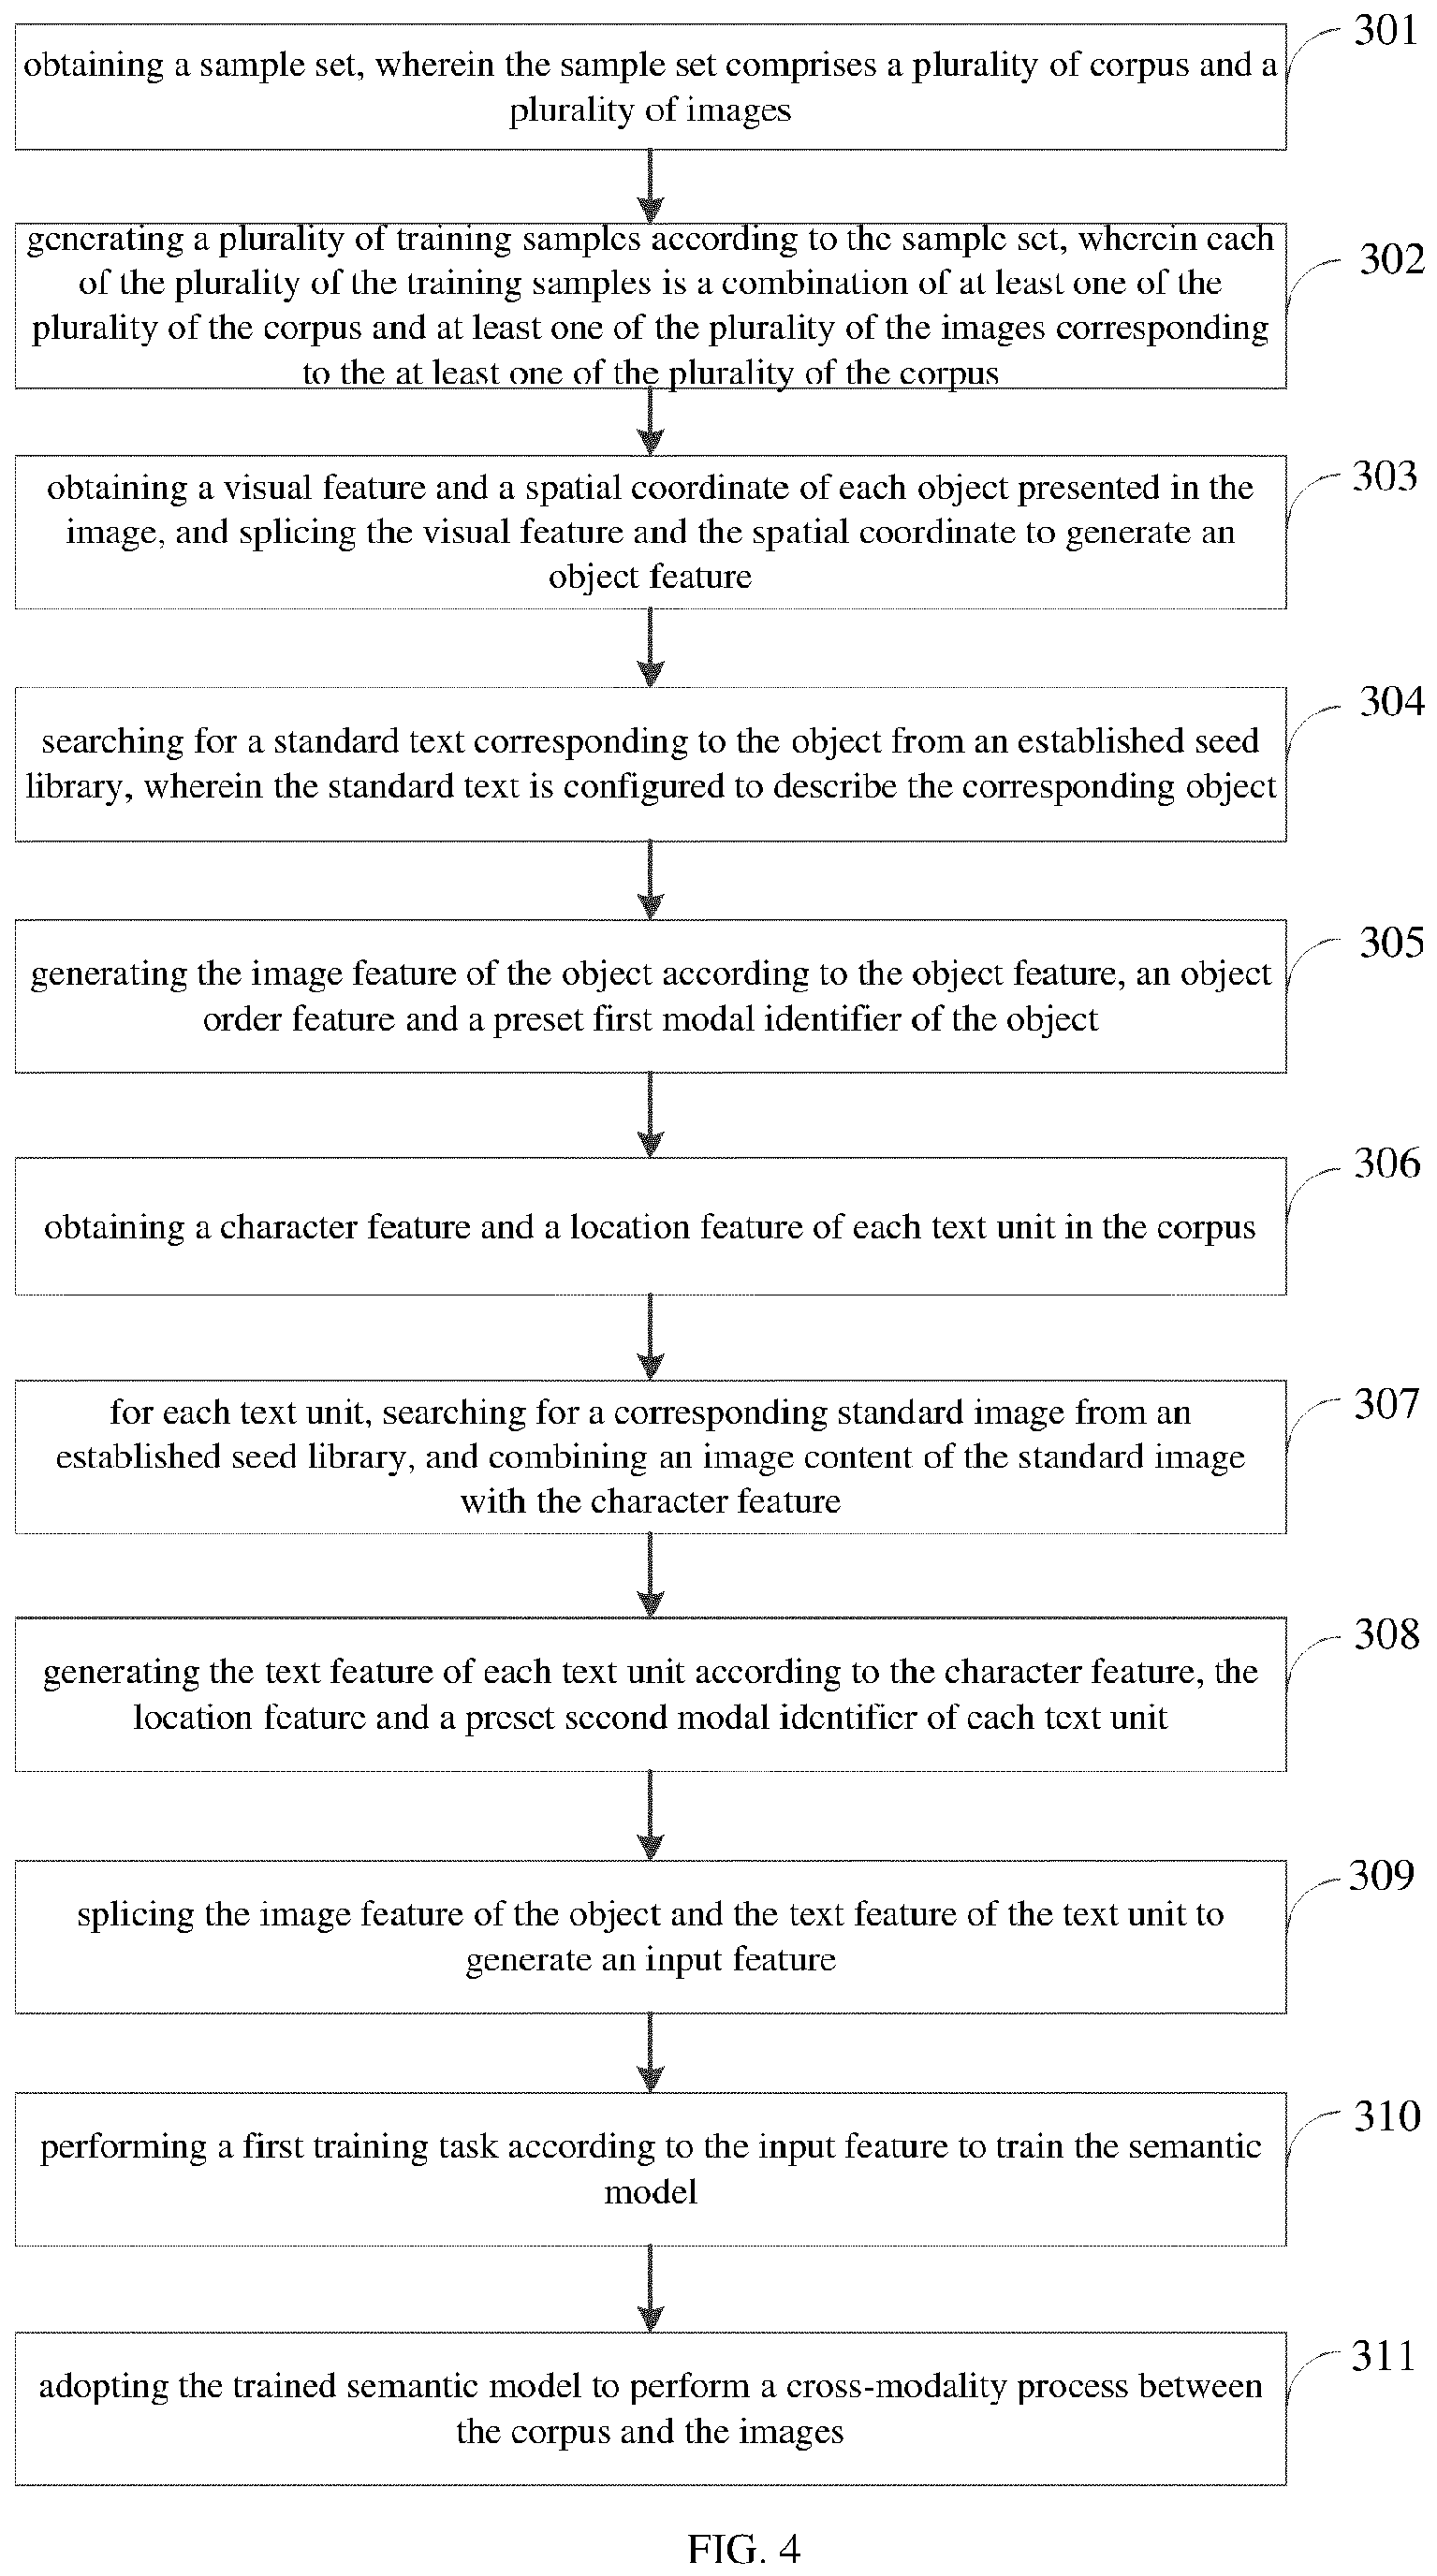 301
obtaining a sample set, wherein the sample set comprises a plurality of corpus and a
plurality of images
302
generating a plurality of training samples according to the sample set, wherein each
of the plurality of the training samples is a combination of at least one of the
plurality of the corpus and at least one of the plurality of the images corresponding
to the at least one of the plurality of the corpus
303
obtaining a visual feature and a spatial coordinate of each object presented in the
image, and splicing the visual feature and the spatial coordinate to generate an
object feature
304
searching for a standard text corresponding to the object from an established seed
library, wherein the standard text is configured to describe the corresponding object
305
generating the image feature of the object according to the object feature, an object
order feature and a preset first modal identifier of the object
306
obtaining a character feature and a location feature of each text unit in the corpus
307
for each text unit, searching for a corresponding standard image from an
established seed library, and combining an image content of the standard image
with the character feature
308
generating the text feature of each text unit according to the character feature, the
location feature and a preset second modal identifier of each text unit
309
splicing the image feature of the object and the text feature of the text unit to
generate an input feature
310
performing a first training task according to the input feature to train the semantic
model
311
adopting the trained semantic model to perform a cross-modality process between
the corpus and the images
FIG. 4